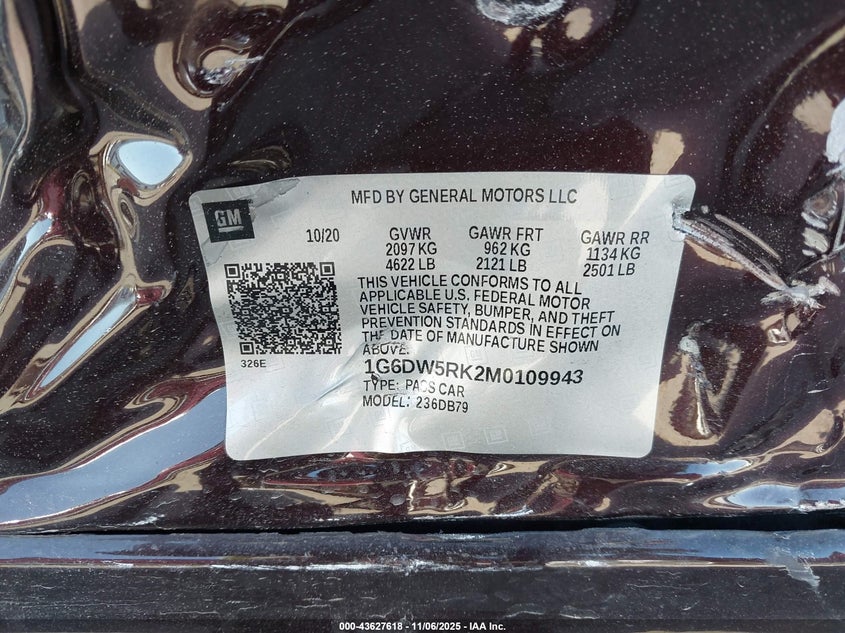 GM
MFD BY GENERAL MOTORS LLC
10/20
GVWR
2097 KG
4622 LB
GAWR FRT
962 KG
2121 LB
GAWR RR
1134 KG
2501 LB
THIS VEHICLE CONFORMS TO ALL
APPLICABLE U.S. FEDERAL MOTOR
VEHICLE SAFETY, BUMPER, AND THEFT
PREVENTION STANDARDS IN EFFECT ON
THE DATE OF MANUFACTURE SHOWN
ABOVE.
326E
1G6DW5RK2M0109943
TYPE: PASS CAR
MODEL: 236DB79
000-43627618 - 11/06/2025 - IAA Inc.